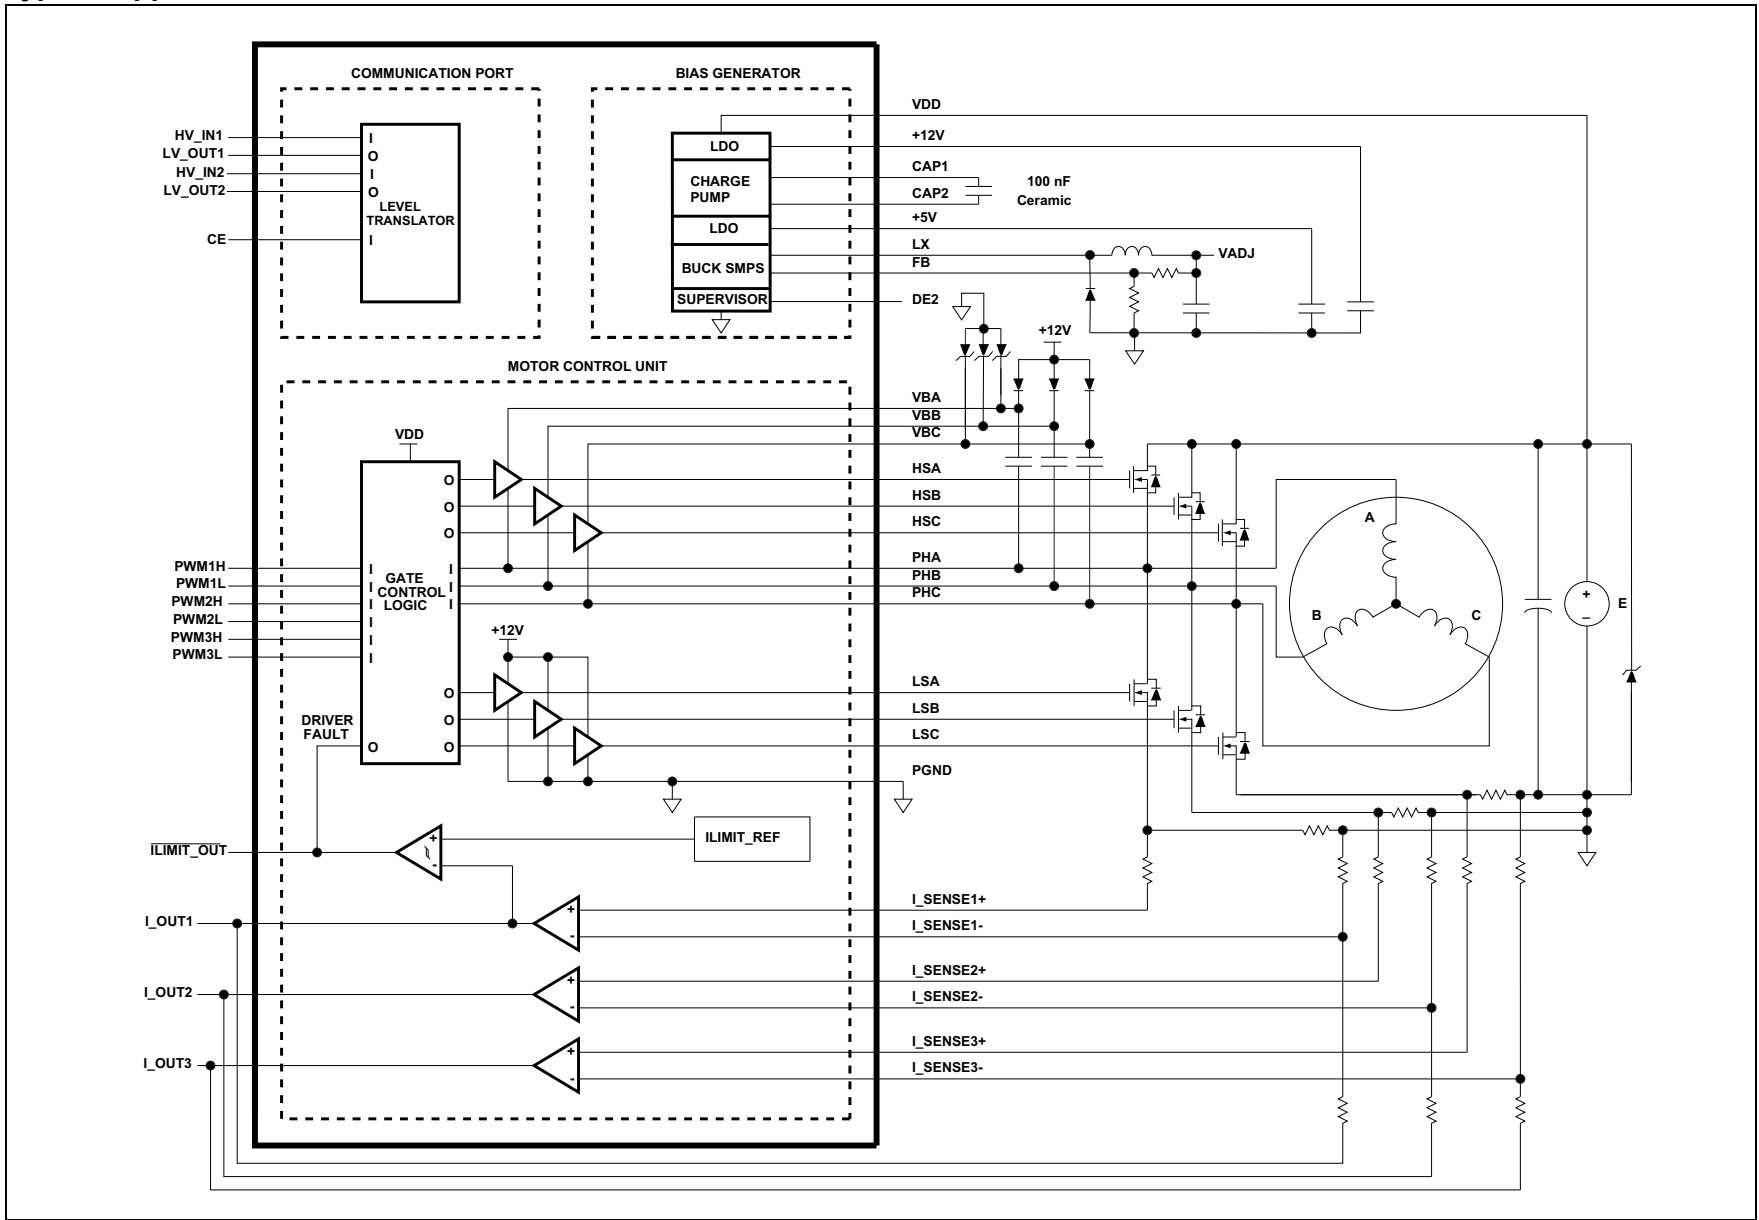 COMMUNICATION PORT
BIAS GENERATOR
HV_IN1
LV_OUT1
HV_IN2
LV_OUT2
CE
I
O
I
O
I
LEVEL
TRANSLATOR
LDO
CHARGE
PUMP
LDO
BUCK SMPS
SUPERVISOR
VDD
+12V
CAP1
CAP2
100 nF
Ceramic
+5V
LX
FB
VADJ
DE2
+12V
MOTOR CONTROL UNIT
VDD
VBA
VBB
VBC
HSA
HSB
HSC
PHA
PHB
PHC
O
O
O
I
I
I
PWM1H
PWM1L
PWM2H
PWM2L
PWM3H
PWM3L
I
I
I
I
I
I
GATE
CONTROL
LOGIC
+12V
O
O
O
LSA
LSB
LSC
PGND
DRIVER
FAULT
O
A
B
C
+
–
E
ILIMIT_OUT
+
-
ILIMIT_REF
I_OUT1
+
-
I_SENSE1+
I_SENSE1-
I_OUT2
+
-
I_SENSE2+
I_SENSE2-
I_OUT3
+
-
I_SENSE3+
I_SENSE3-